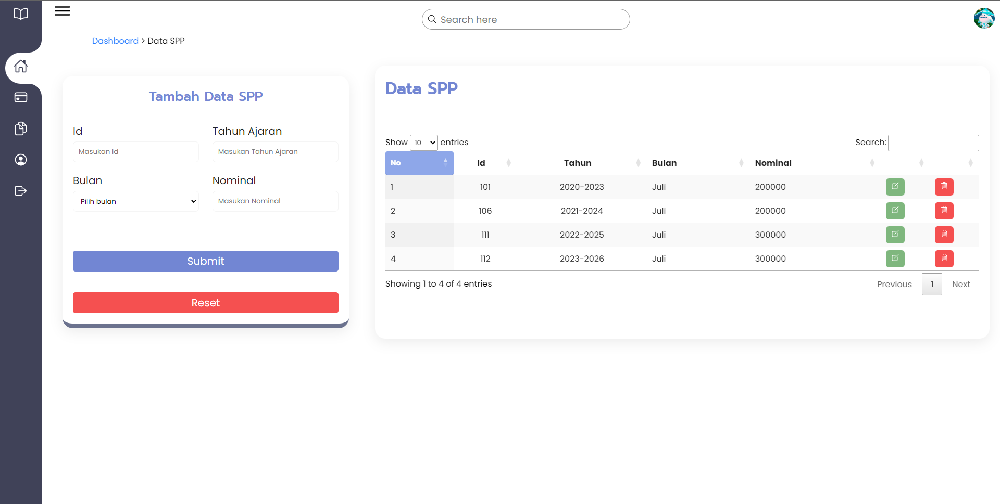 Search here
Dashboard > Data SPP
Tambah Data SPP
Id
Tahun Ajaran
Masukan Id
Masukan Tahun Ajaran
Bulan
Nominal
Pilih bulan
Masukan Nominal
Submit
Reset
Data SPP
Show 10 entries
Search:
No Id Tahun Bulan Nominal
1 101 2020-2023 Juli 200000
2 106 2021-2024 Juli 200000
3 111 2022-2025 Juli 300000
4 112 2023-2026 Juli 300000
Showing 1 to 4 of 4 entries
Previous 1 Next